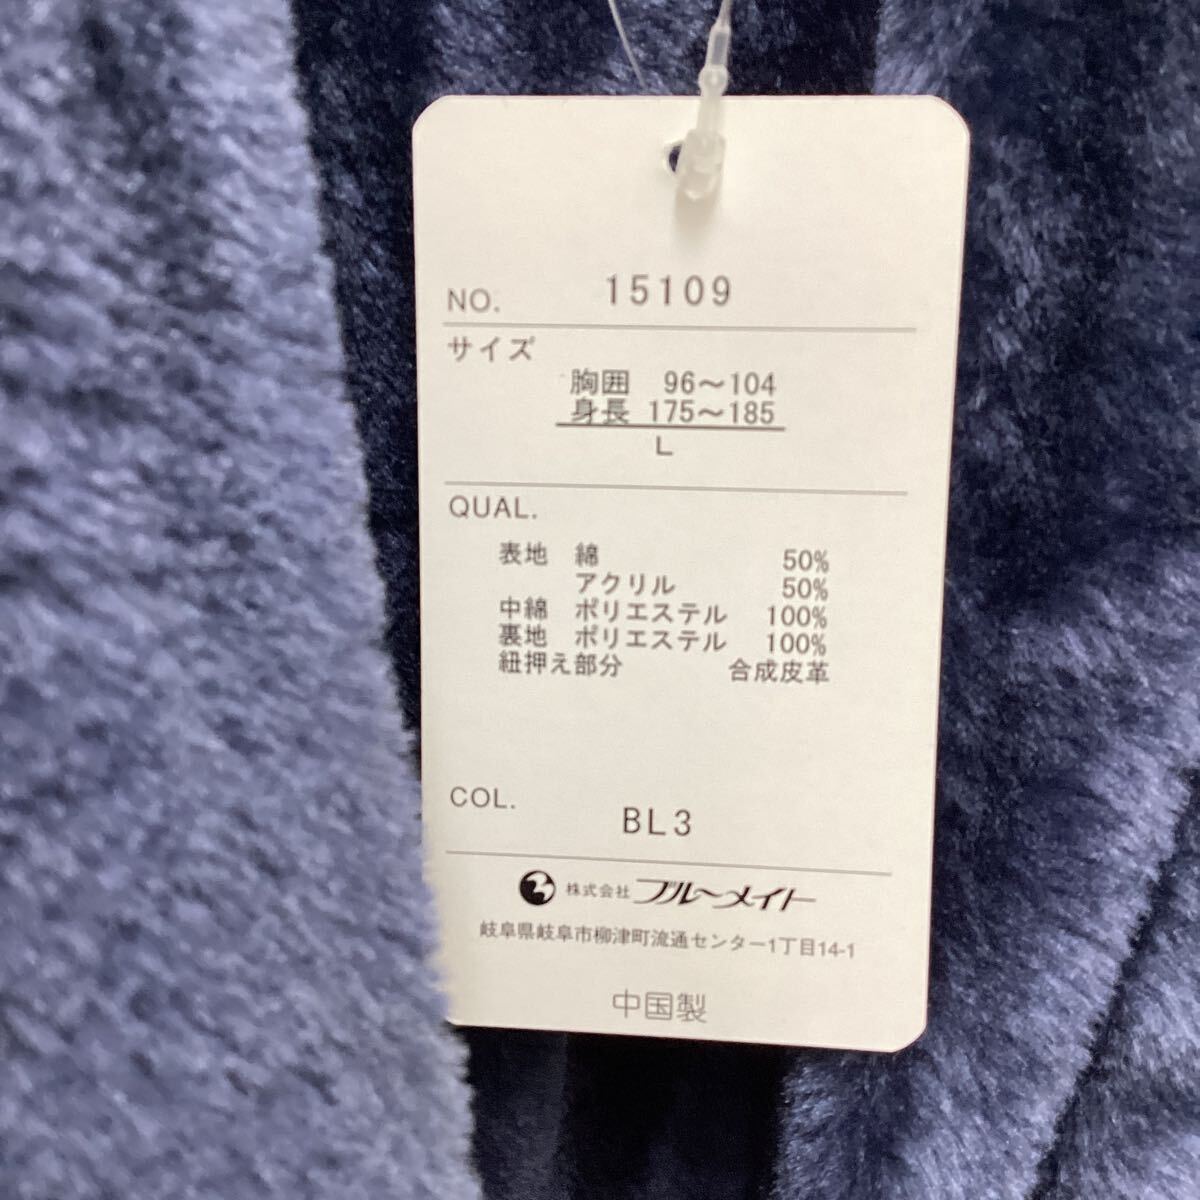 NO. 15109
サイズ
胸囲 96〜104
身長 175〜185
L
QUAL.
表地 綿 50%
アクリル 50%
中綿 ポリエステル 100%
裏地 ポリエステル 100%
紐押え部分 合成皮革
COL.
BL3
株式会社 ブルーメイト
岐阜県岐阜市柳津町流通センター1丁目14-1
中国製